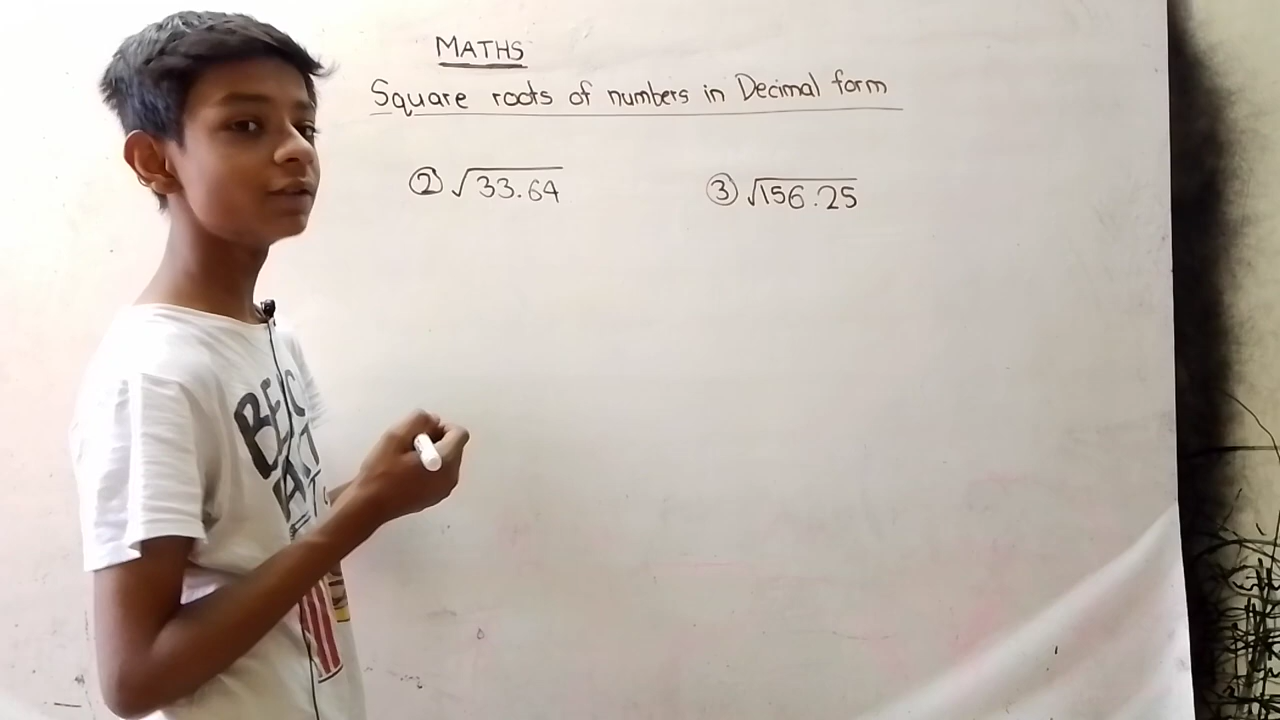 MATHS
Square roots of numbers in Decimal form
② √33.64
③ √156.25